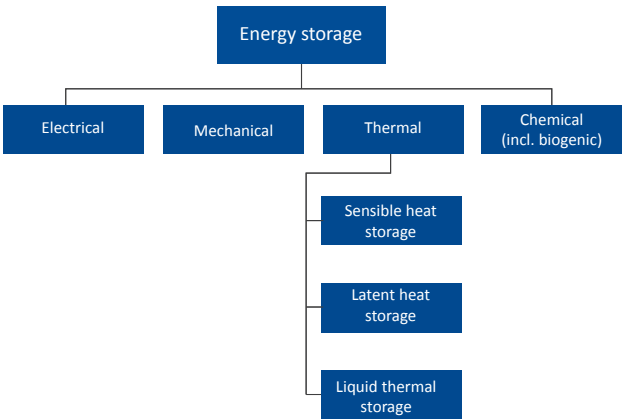 Energy storage
Electrical
Mechanical
Thermal
Chemical
(incl. biogenic)
Sensible heat
storage
Latent heat
storage
Liquid thermal
storage